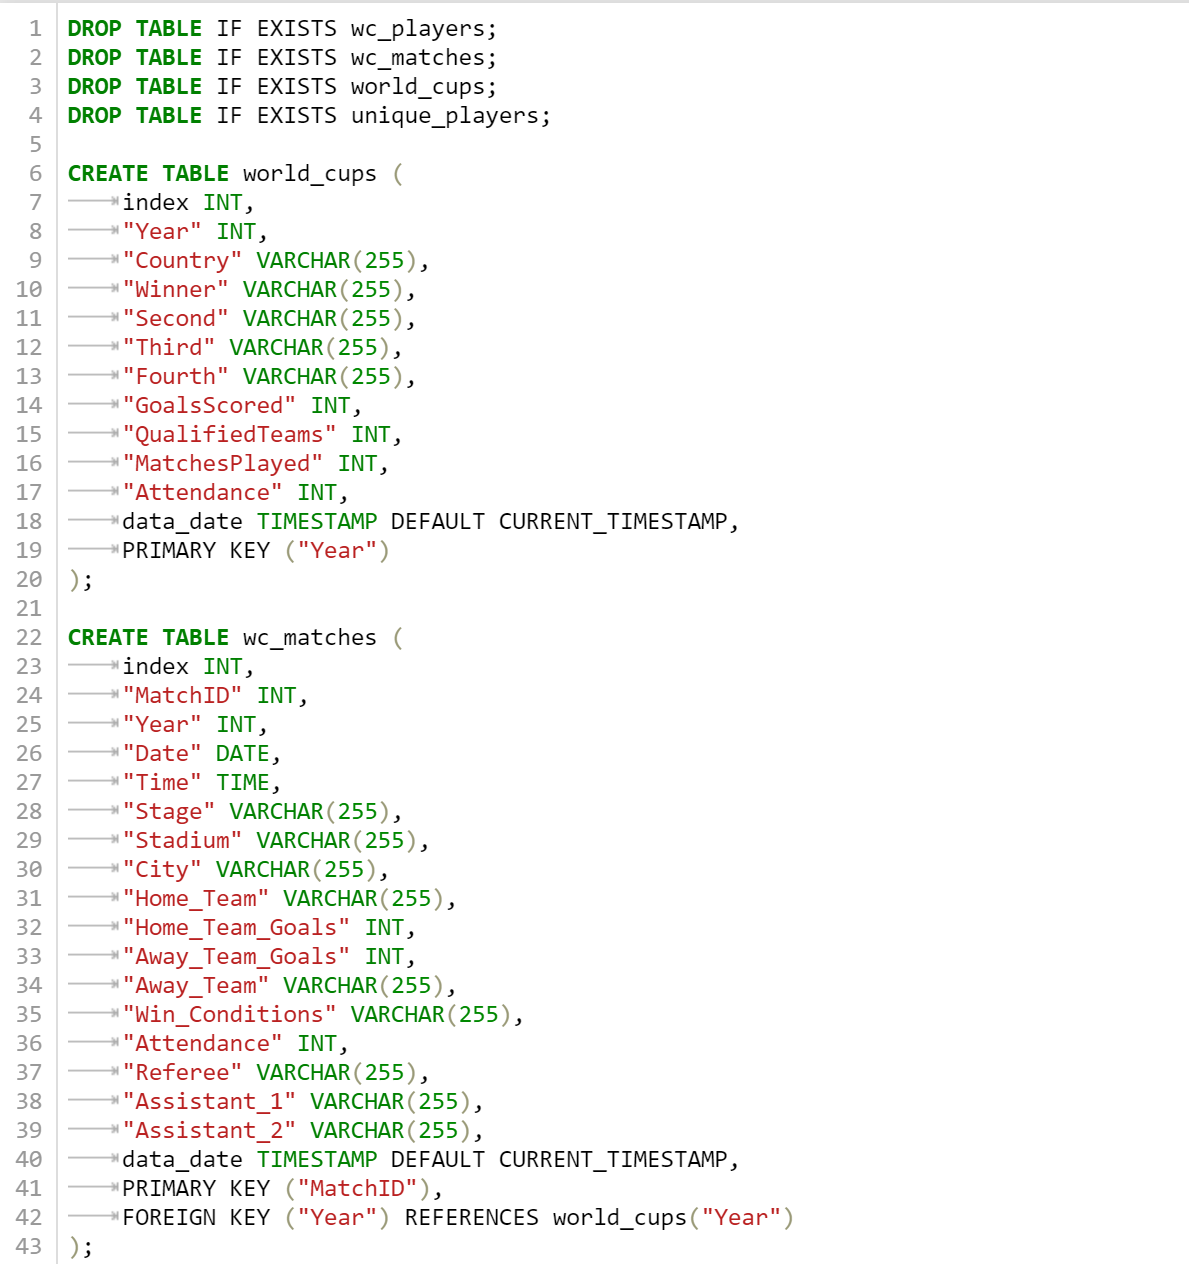 1 DROP TABLE IF EXISTS wc_players;
2 DROP TABLE IF EXISTS wc_matches;
3 DROP TABLE IF EXISTS world_cups;
4 DROP TABLE IF EXISTS unique_players;
5
6 CREATE TABLE world_cups (
7 index INT,
8 "Year" INT,
9 "Country" VARCHAR(255),
10 "Winner" VARCHAR(255),
11 "Second" VARCHAR(255),
12 "Third" VARCHAR(255),
13 "Fourth" VARCHAR(255),
14 "GoalsScored" INT,
15 "QualifiedTeams" INT,
16 "MatchesPlayed" INT,
17 "Attendance" INT,
18 data_date TIMESTAMP DEFAULT CURRENT_TIMESTAMP,
19 PRIMARY KEY ("Year")
20 );
21
22 CREATE TABLE wc_matches (
23 index INT,
24 "MatchID" INT,
25 "Year" INT,
26 "Date" DATE,
27 "Time" TIME,
28 "Stage" VARCHAR(255),
29 "Stadium" VARCHAR(255),
30 "City" VARCHAR(255),
31 "Home_Team" VARCHAR(255),
32 "Home_Team_Goals" INT,
33 "Away_Team_Goals" INT,
34 "Away_Team" VARCHAR(255),
35 "Win_Conditions" VARCHAR(255),
36 "Attendance" INT,
37 "Referee" VARCHAR(255),
38 "Assistant_1" VARCHAR(255),
39 "Assistant_2" VARCHAR(255),
40 data_date TIMESTAMP DEFAULT CURRENT_TIMESTAMP,
41 PRIMARY KEY ("MatchID"),
42 FOREIGN KEY ("Year") REFERENCES world_cups("Year")
43 );